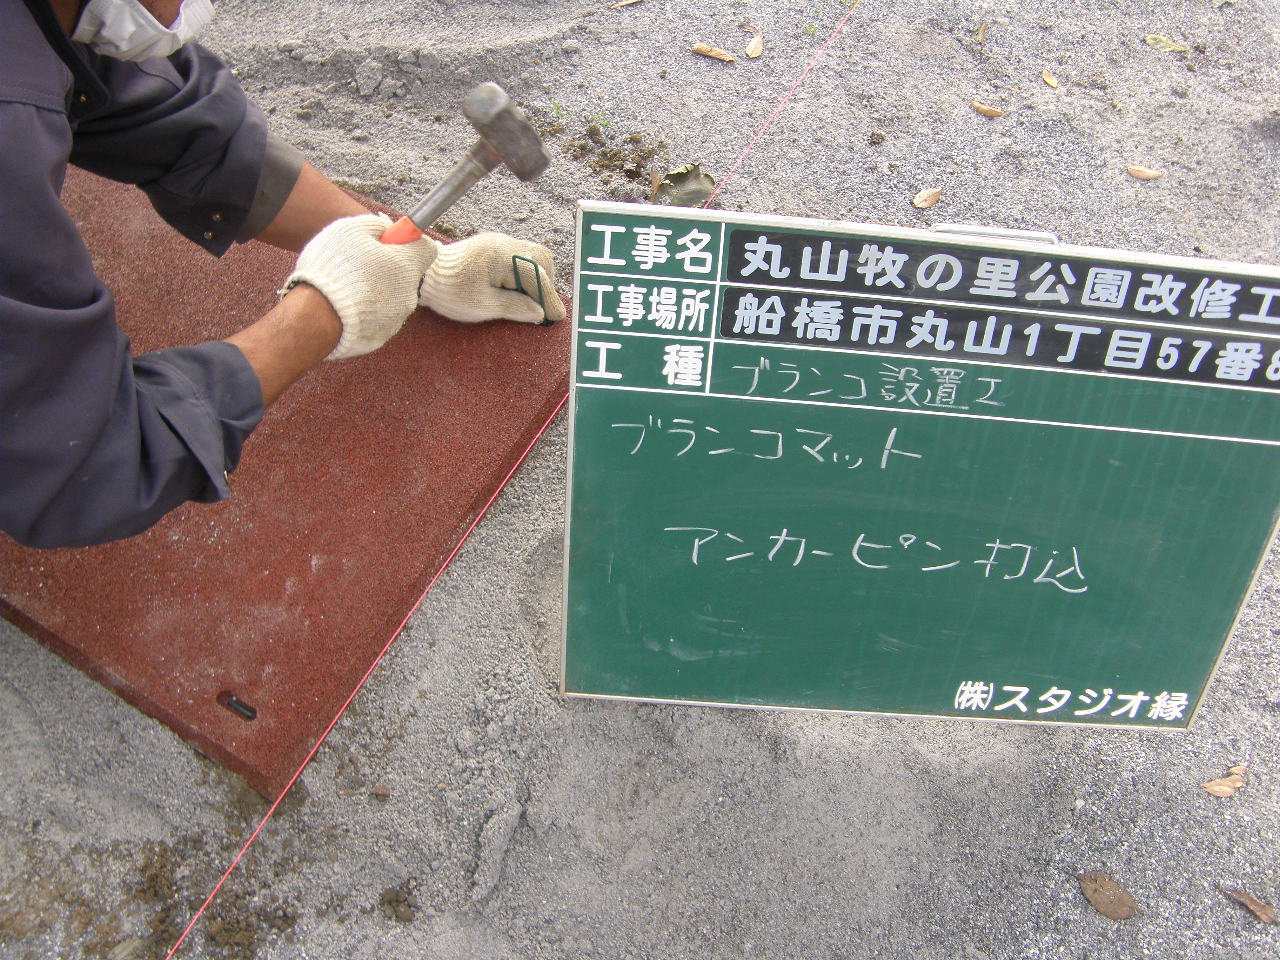 工事名 丸山牧の里公園改修工
工事場所 船橋市丸山1丁目57番8
工種 ブランコ設置工
ブランコマット
アンカーピン打込
㈱スタジオ縁